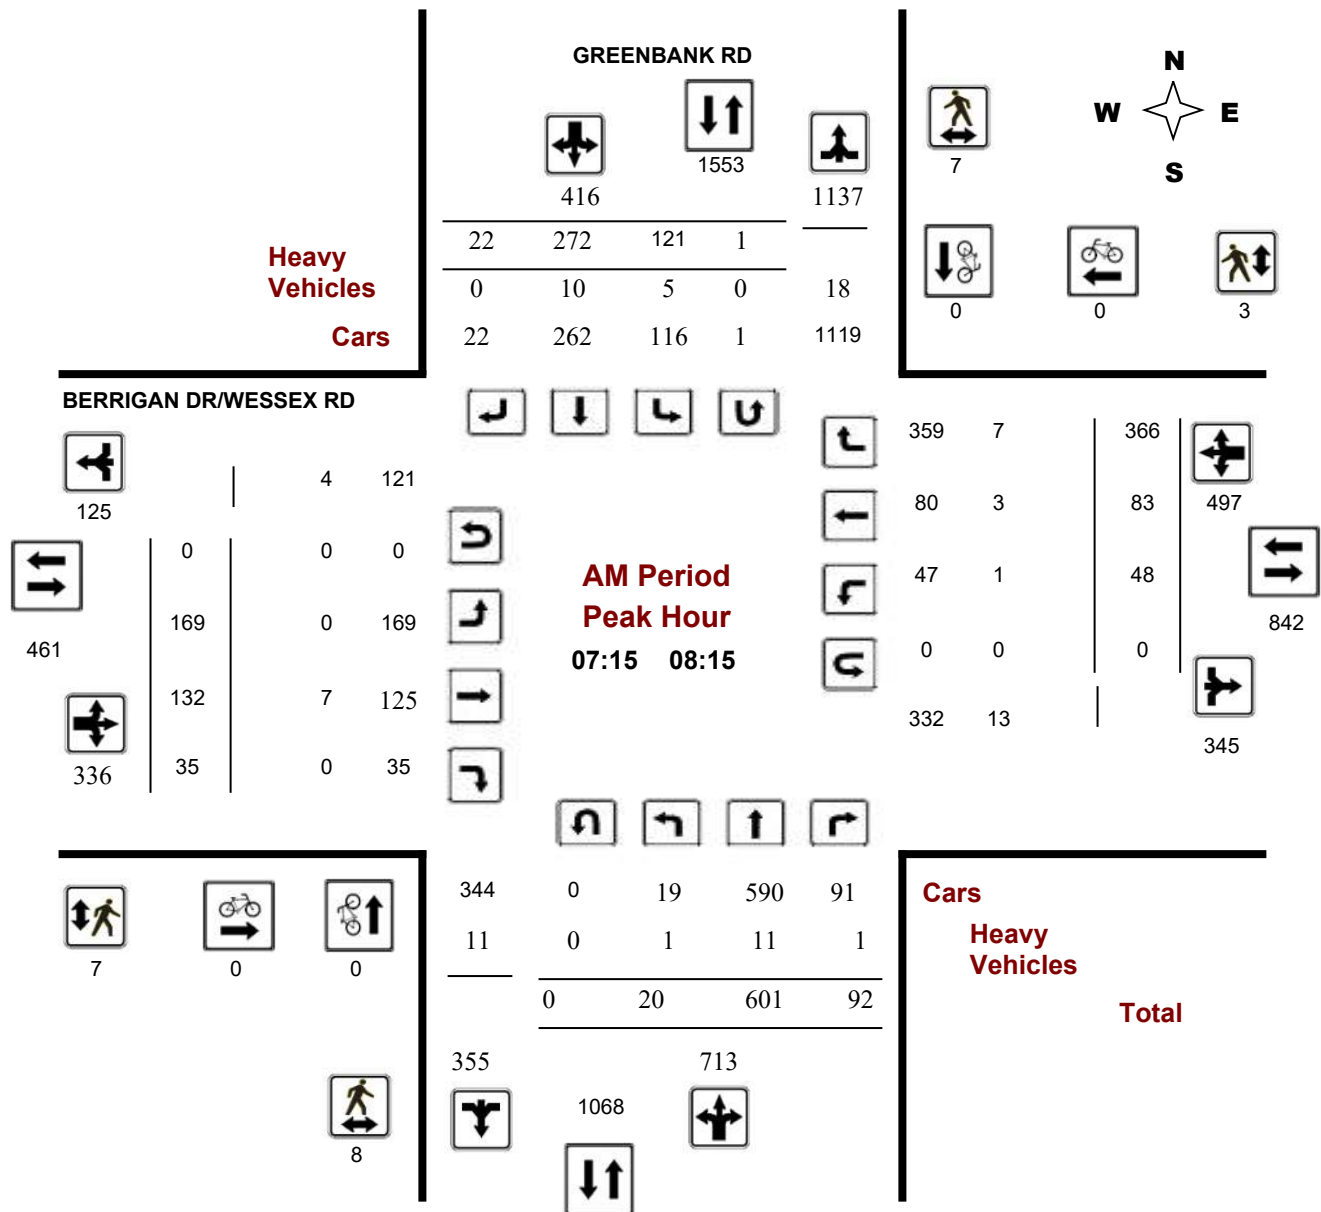 GREENBANK RD
N
W E
S
1553
7
416 1137
22 272 121 1
Heavy
Vehicles
0 10 5 0 18
0 0 3
Cars
22 262 116 1 1119
BERRIGAN DR/WESSEX RD
359 7 366
4 121
125
80 3 83 497
0 0 0
AM Period
47 1 48
Peak Hour
169 0 169
842
461
07:15 08:15
0 0 0
132 7 125
332 13
345
336 35 0 35
344 0 19 590 91
Cars
11 0 1 11 1
Heavy
Vehicles
7 0 0
0 20 601 92
Total
355 713
1068
8